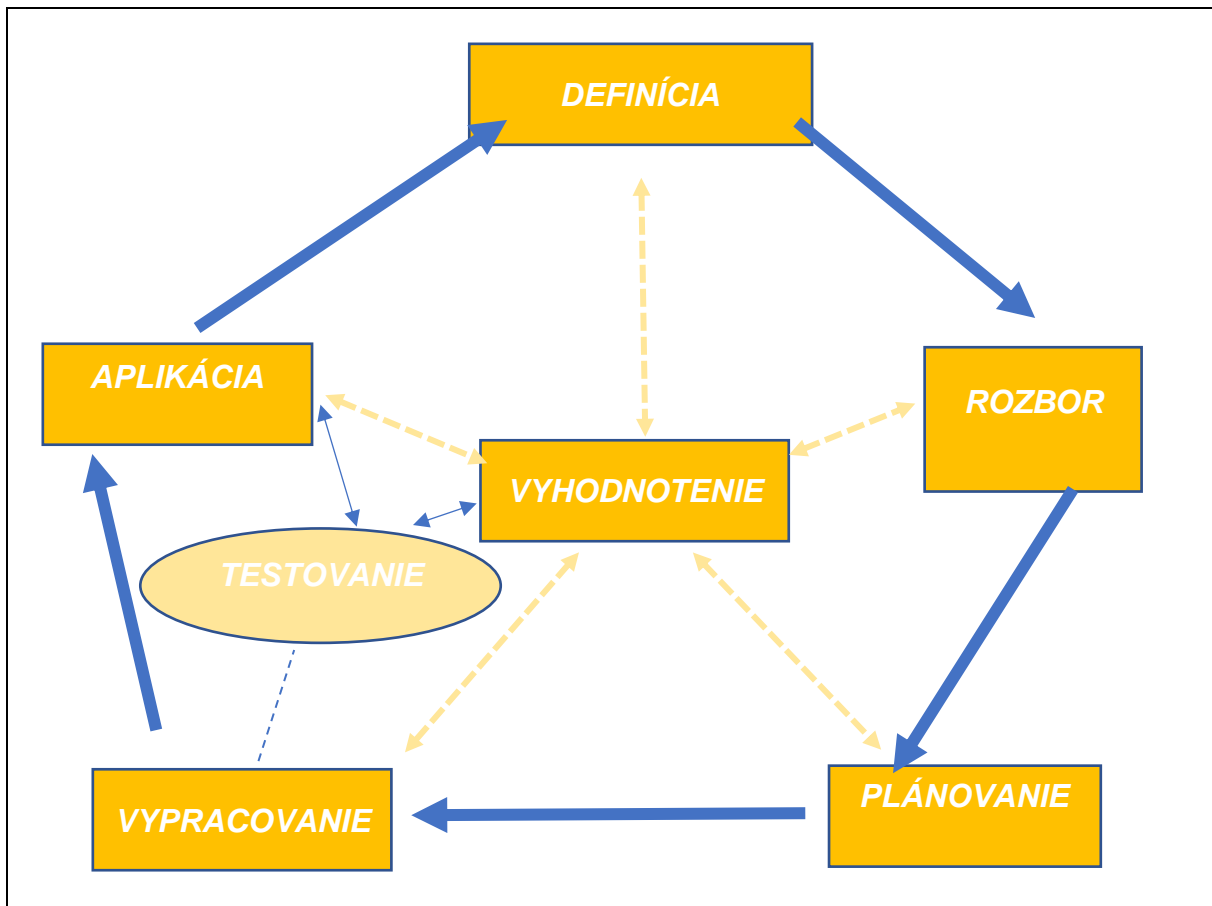 DEFINÍCIA
APLIKÁCIA
ROZBOR
VYHODNOTENIE
TESTOVANIE
PLÁNOVANIE
VYPRACOVANIE